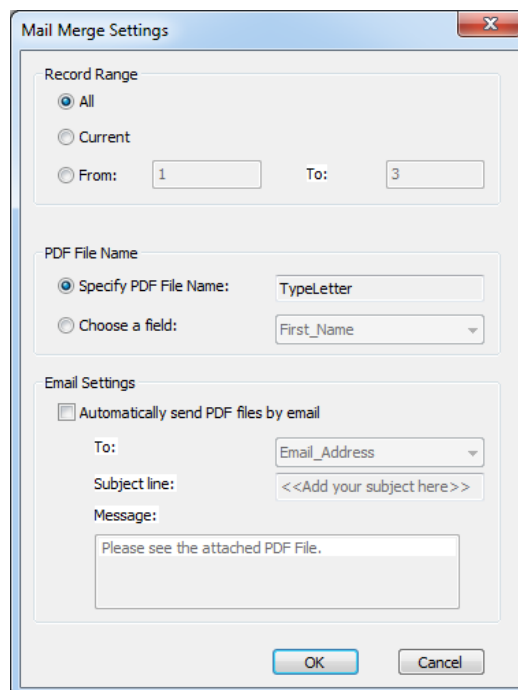 Mail Merge Settings
Record Range
All
Current
From: 1 To: 3
PDF File Name
Specify PDF File Name: TypeLetter
Choose a field: First_Name
Email Settings
Automatically send PDF files by email
To: Email_Address
Subject line: <<Add your subject here>>
Message:
Please see the attached PDF File.
OK Cancel